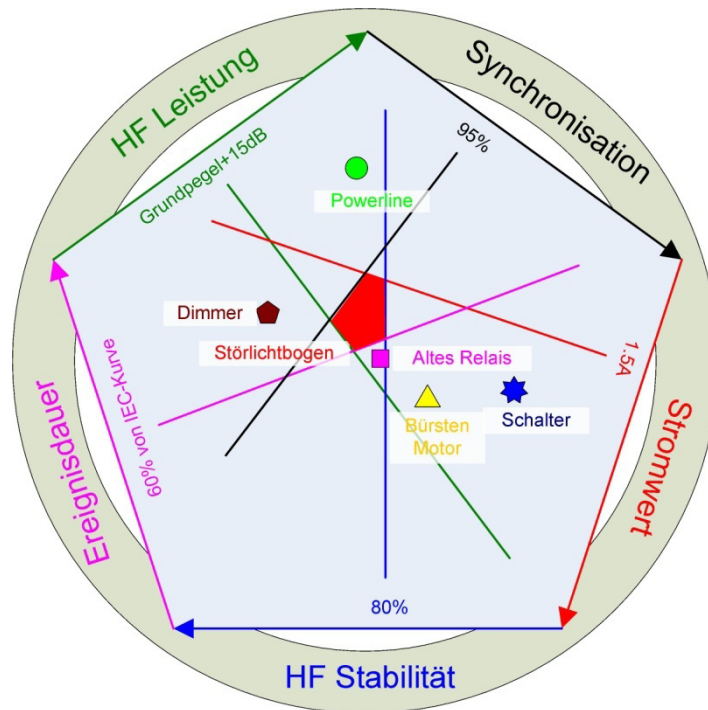 HF Leistung
Synchronisation
Grundpegel+15dB
95%
Powerline
Dimmer
Störlichtbogen
Altes Relais
1.5A
Bürsten
Motor
Schalter
60% von IEC-Kurve
Ereignisdauer
Stromwert
80%
HF Stabilität